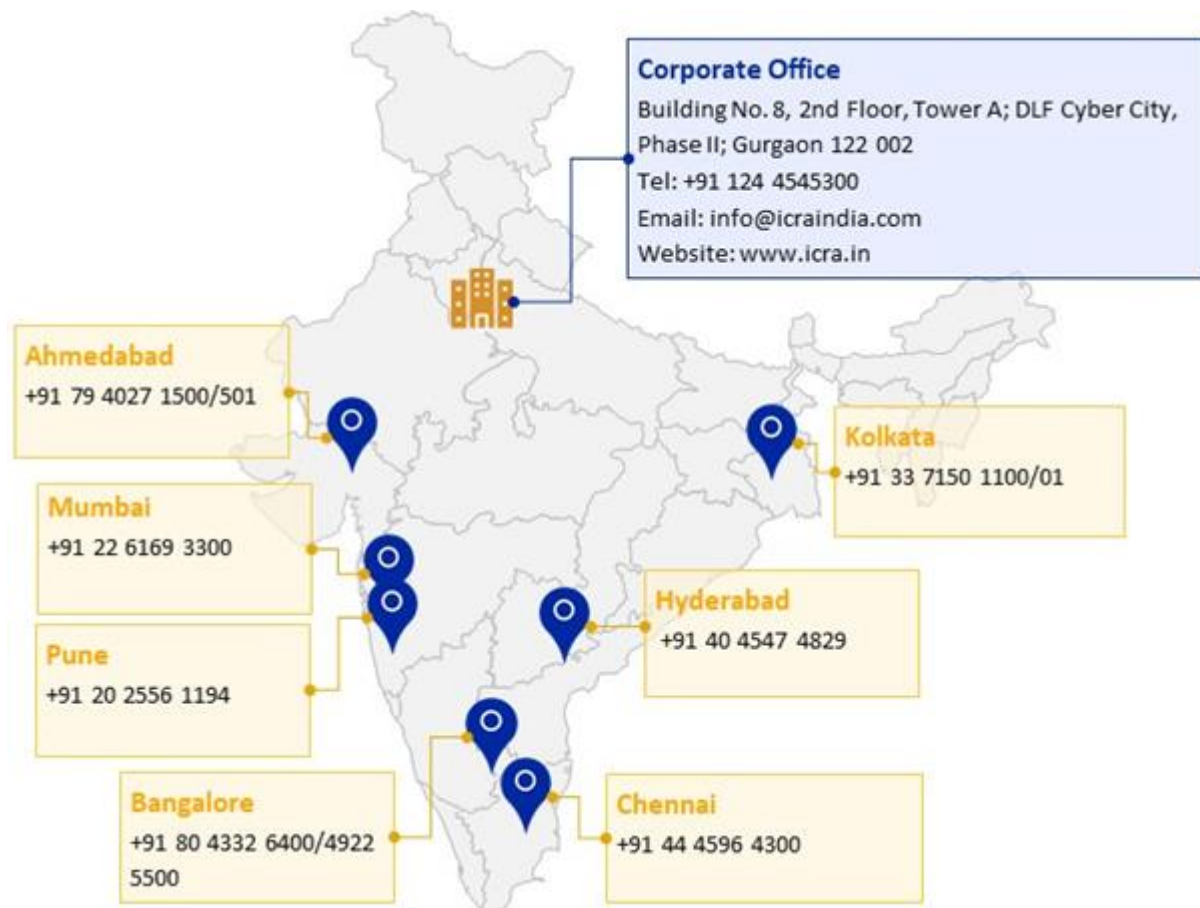 Corporate Office
Building No. 8, 2nd Floor, Tower A; DLF Cyber City,
Phase II; Gurgaon 122 002
Tel: +91 124 4545300
Email: info@icraindia.com
Website: www.icra.in
Ahmedabad
+91 79 4027 1500/501
Kolkata
+91 33 7150 1100/01
Mumbai
+91 22 6169 3300
Hyderabad
+91 40 4547 4829
Pune
+91 20 2556 1194
Bangalore
+91 80 4332 6400/4922
5500
Chennai
+91 44 4596 4300